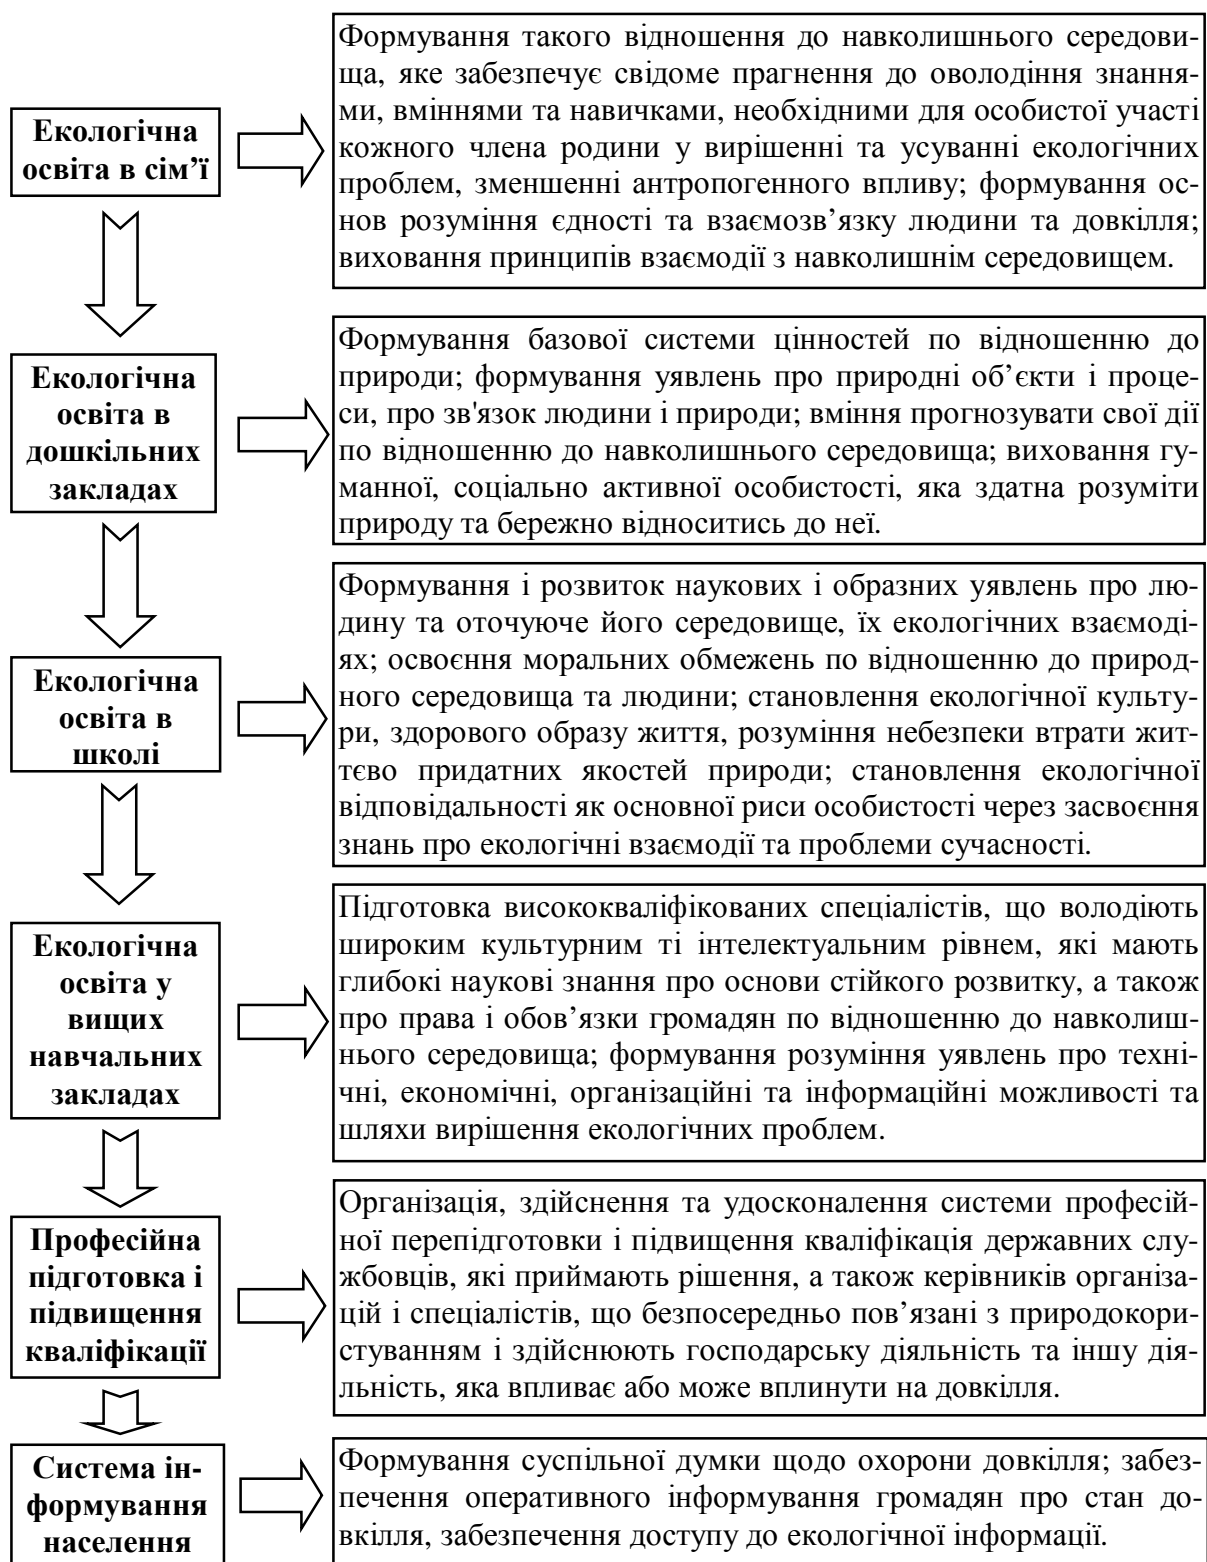 Екологічна
освіта в сім’ї
Формування такого відношення до навколишнього середови-
ща, яке забезпечує свідоме прагнення до оволодіння знання-
ми, вміннями та навичками, необхідними для особистої участі
кожного члена родини у вирішенні та усуванні екологічних
проблем, зменшенні антропогенного впливу; формування ос-
нов розуміння єдності та взаємозв’язку людини та довкілля;
виховання принципів взаємодії з навколишнім середовищем.
Екологічна
освіта в
дошкільних
закладах
Формування базової системи цінностей по відношенню до
природи; формування уявлень про природні об’єкти і проце-
си, про зв'язок людини і природи; вміння прогнозувати свої дії
по відношенню до навколишнього середовища; виховання гу-
манної, соціально активної особистості, яка здатна розуміти
природу та бережно відноситись до неї.
Екологічна
освіта в
школі
Формування і розвиток наукових і образних уявлень про лю-
дину та оточуюче його середовище, їх екологічних взаємоді-
ях; освоєння моральних обмежень по відношенню до природ-
ного середовища та людини; становлення екологічної культу-
ри, здорового образу життя, розуміння небезпеки втрати жит-
тєво придатних якостей природи; становлення екологічної
відповідальності як основної риси особистості через засвоєння
знань про екологічні взаємодії та проблеми сучасності.
Екологічна
освіта у
вищих
навчальних
закладах
Підготовка висококваліфікованих спеціалістів, що володіють
широким культурним ті інтелектуальним рівнем, які мають
глибокі наукові знання про основи стійкого розвитку, а також
про права і обов’язки громадян по відношенню до навколиш-
нього середовища; формування розуміння уявлень про техні-
чні, економічні, організаційні та інформаційні можливості та
шляхи вирішення екологічних проблем.
Професійна
підготовка і
підвищення
кваліфікації
Організація, здійснення та удосконалення системи професій-
ної перепідготовки і підвищення кваліфікація державних слу-
жбовців, які приймають рішення, а також керівників організа-
цій і спеціалістів, що безпосередньо пов’язані з природокори-
стуванням і здійснюють господарську діяльність та іншу дія-
льність, яка впливає або може вплинути на довкілля.
Система ін-
формування
населення
Формування суспільної думки щодо охорони довкілля; забез-
печення оперативного інформування громадян про стан до-
вкілля, забезпечення доступу до екологічної інформації.